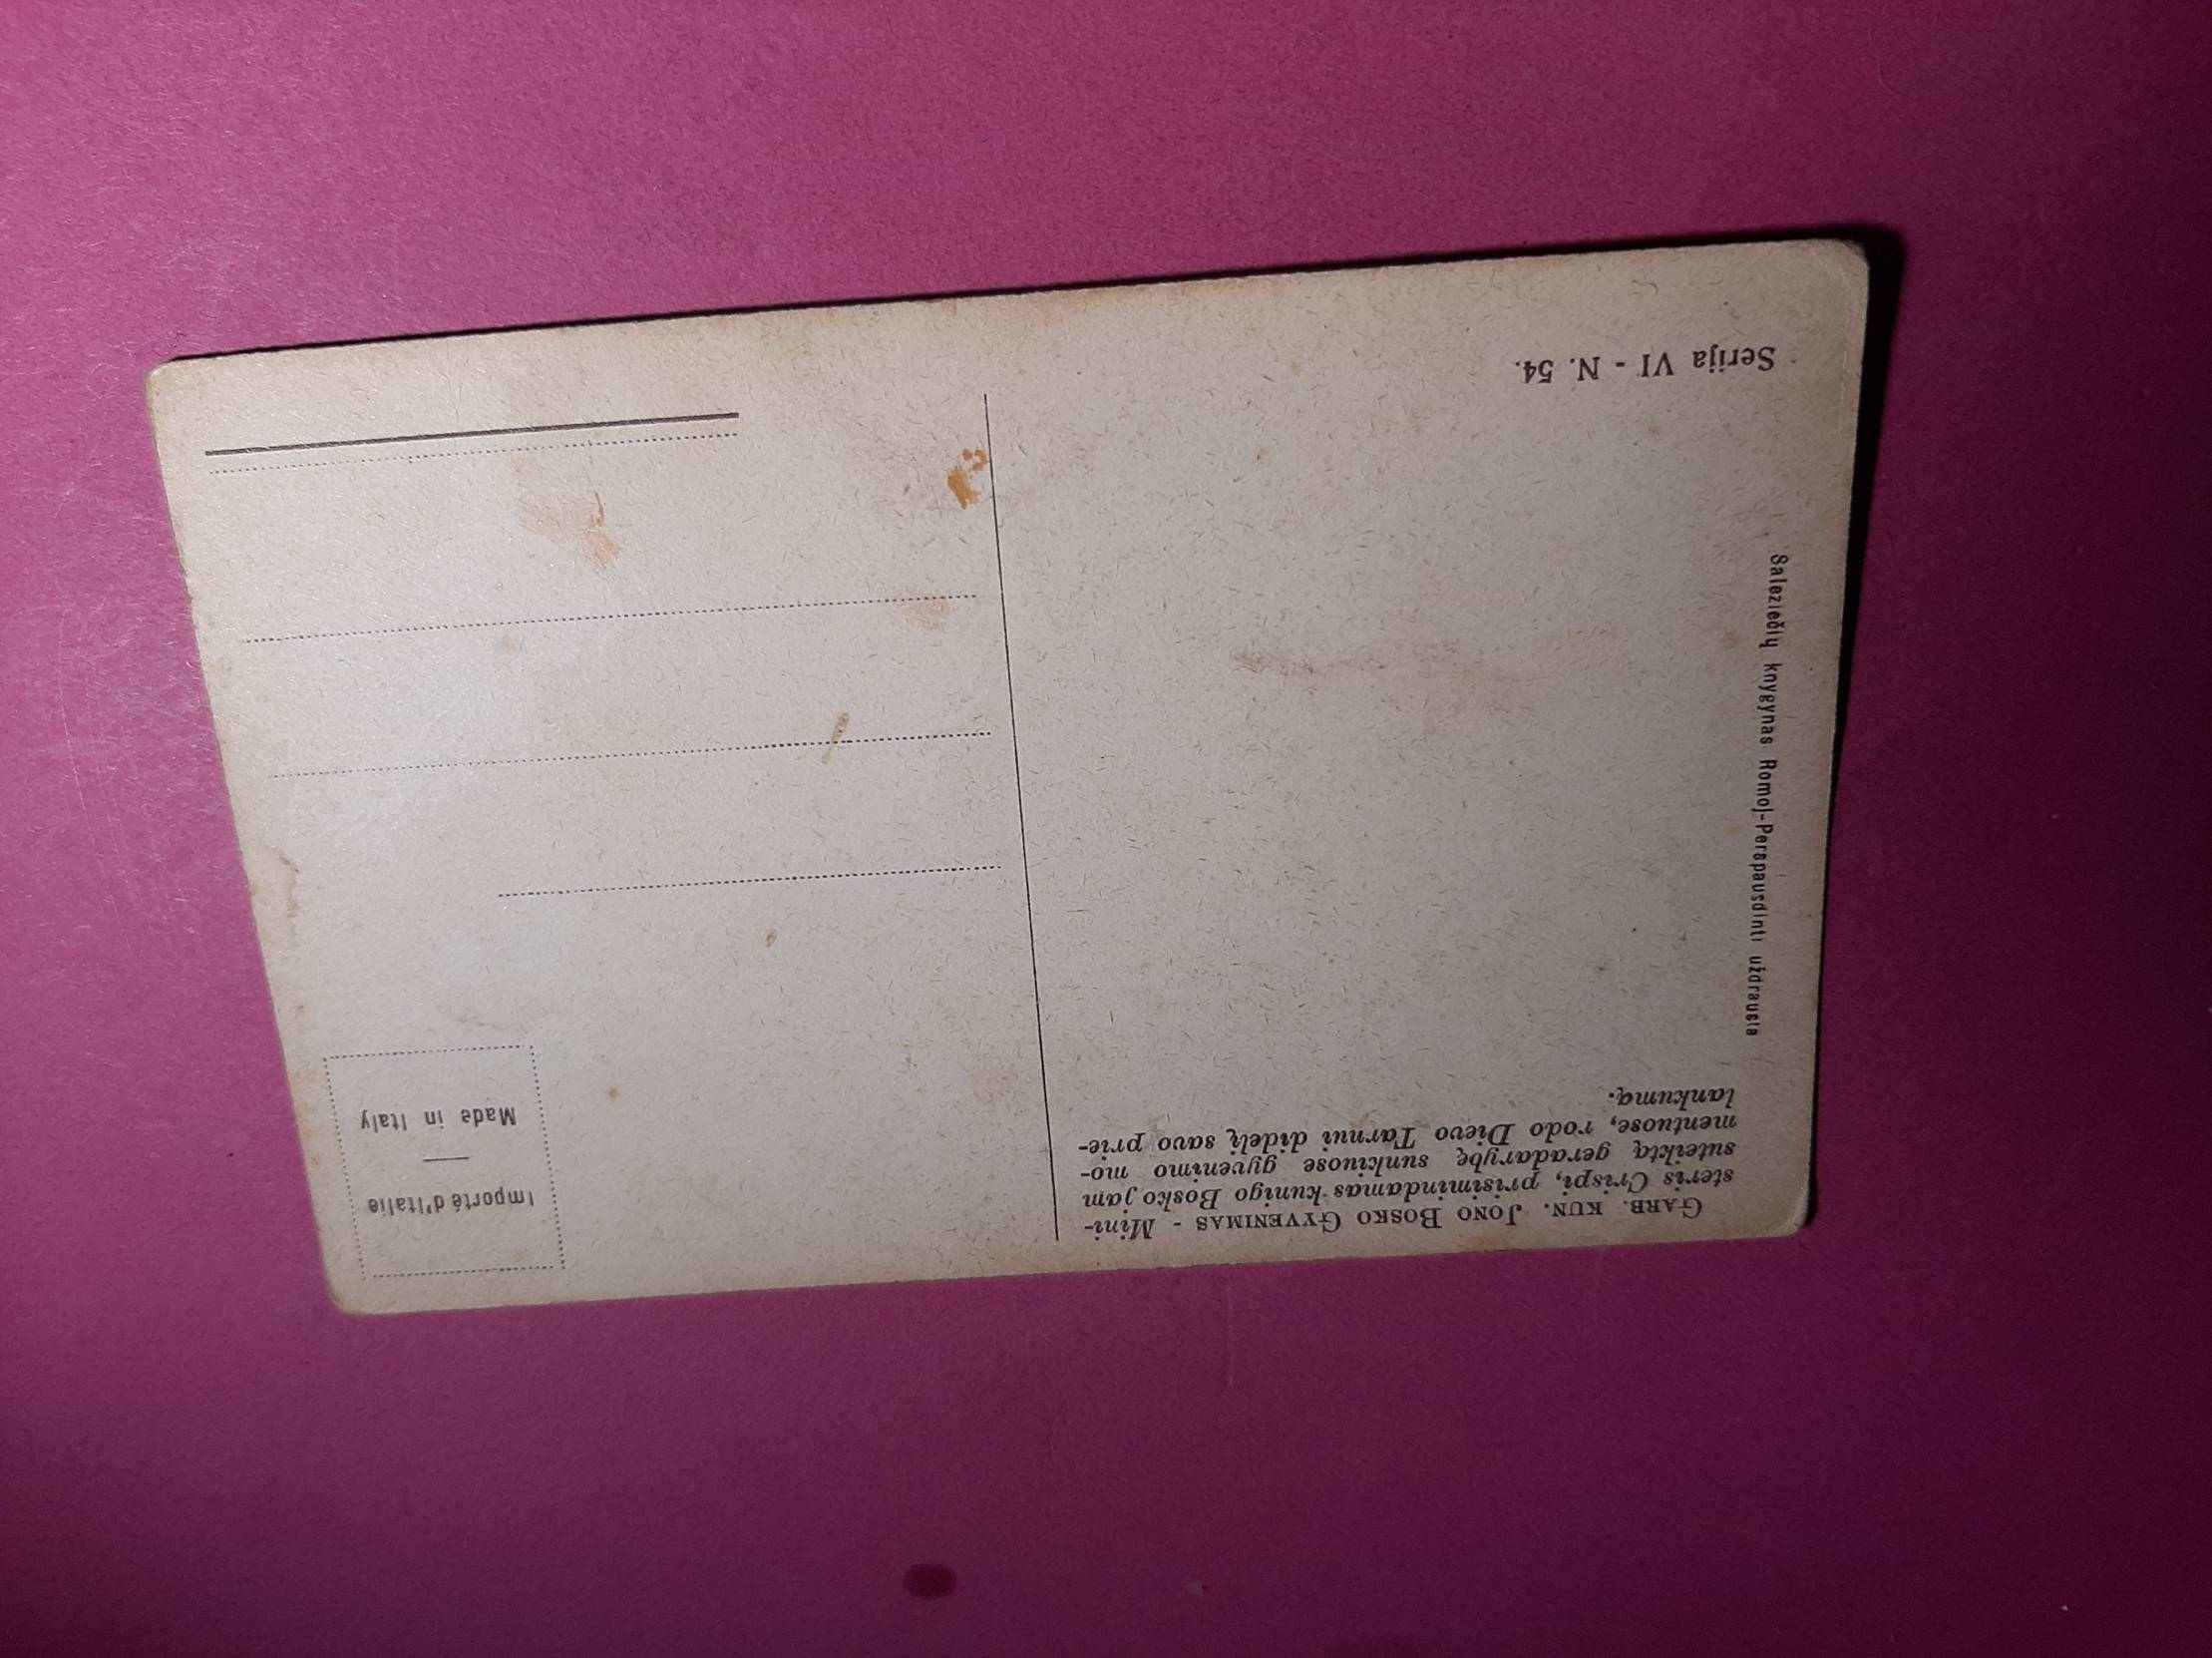 GARB. KUN. JONO BOSKO GYVENIMAS - Mini-
steris Crispi, prisimindamas kunigo Bosko jam
suteiktą geradarybę sunkiuose gyvenimo mo-
mentuose, rodo Dievo Tarnui didelį savo prie-
lankumą.
Importé d'Italie
Made in Italy
Saleziečių knygynas Romoj-Perspausdinti uždrausta
Serija VI - N. 54.